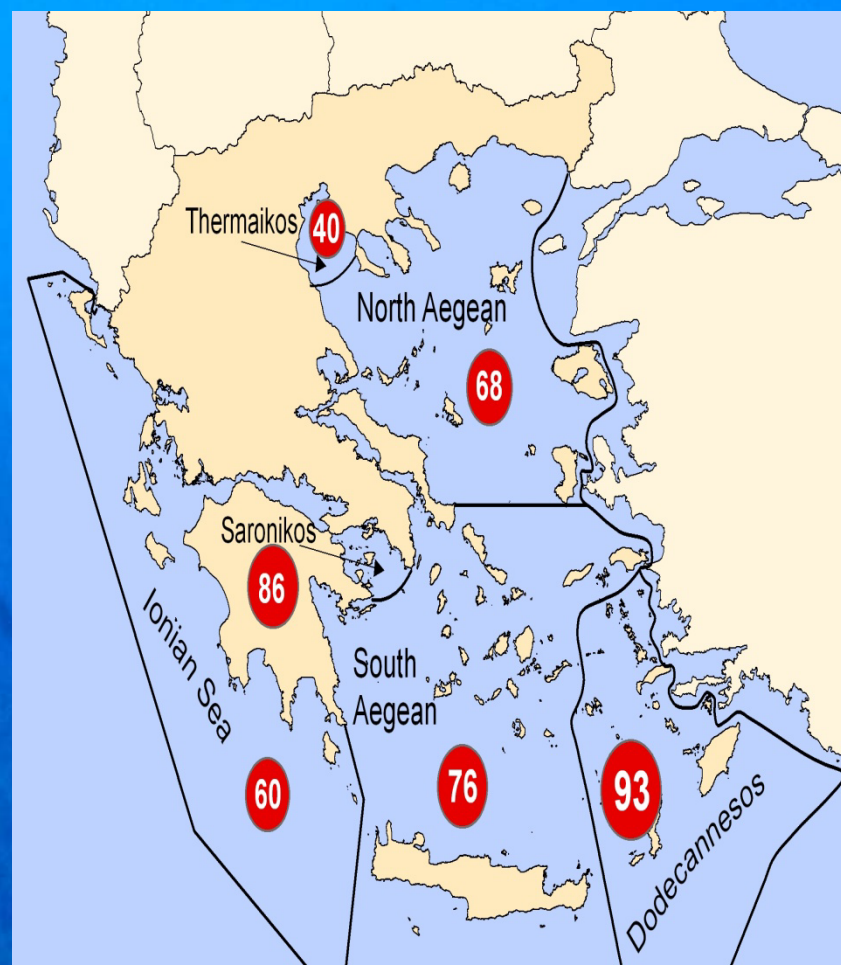 Thermaikos
40
North Aegean
68
Saronikos
86
Ionian Sea
South
Aegean
60
76
93
Dodecannesos